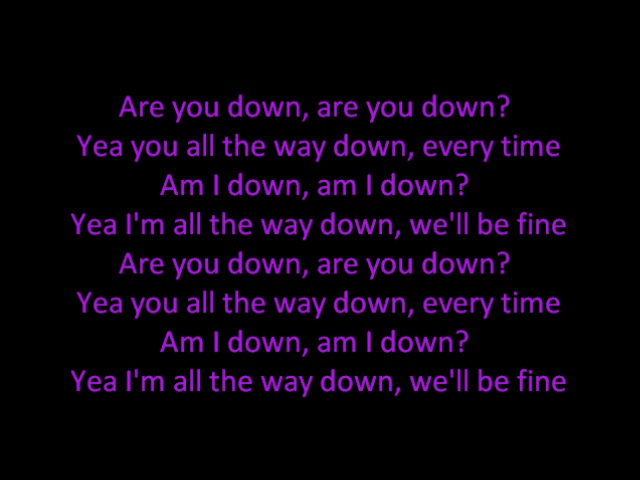 Are you down, are you down?
Yea you all the way down, every time
Am I down, am I down?
Yea I'm all the way down, we'll be fine
Are you down, are you down?
Yea you all the way down, every time
Am I down, am I down?
Yea I'm all the way down, we'll be fine